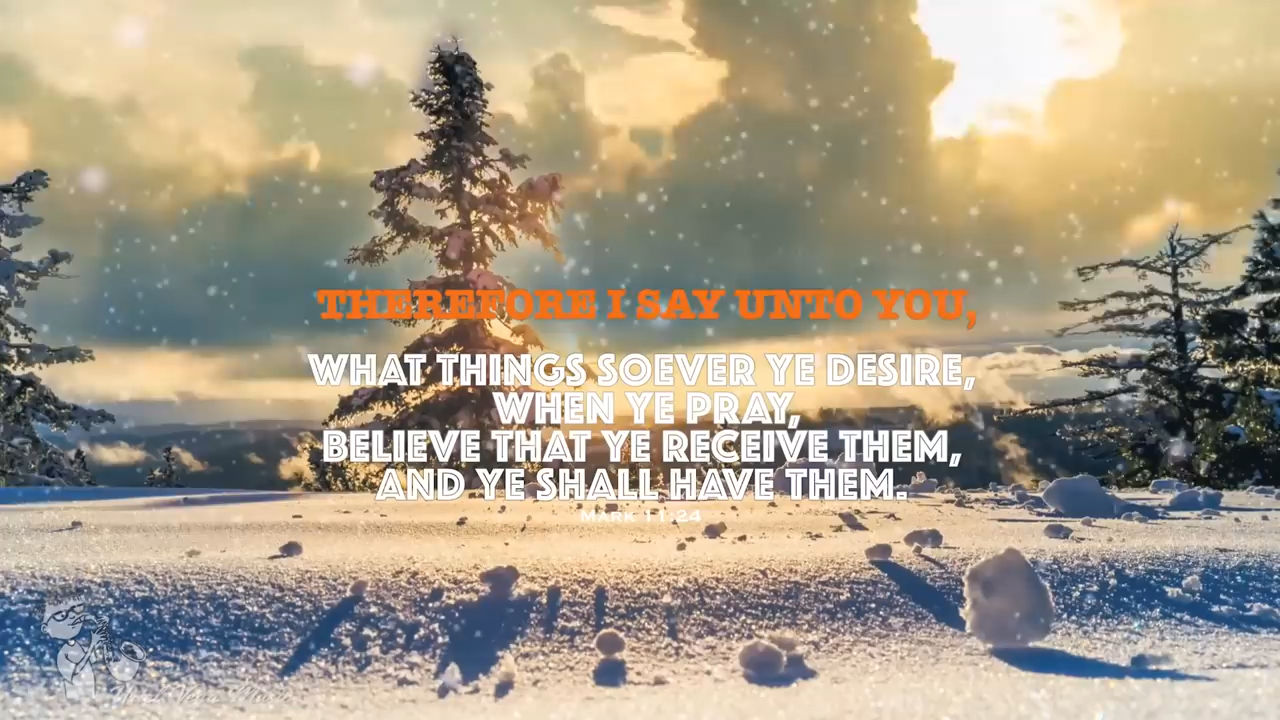 THEREFORE I SAY UNTO YOU,
WHAT THINGS SOEVER YE DESIRE,
WHEN YE PRAY,
BELIEVE THAT YE RECEIVE THEM,
AND YE SHALL HAVE THEM.
MARK 11:24